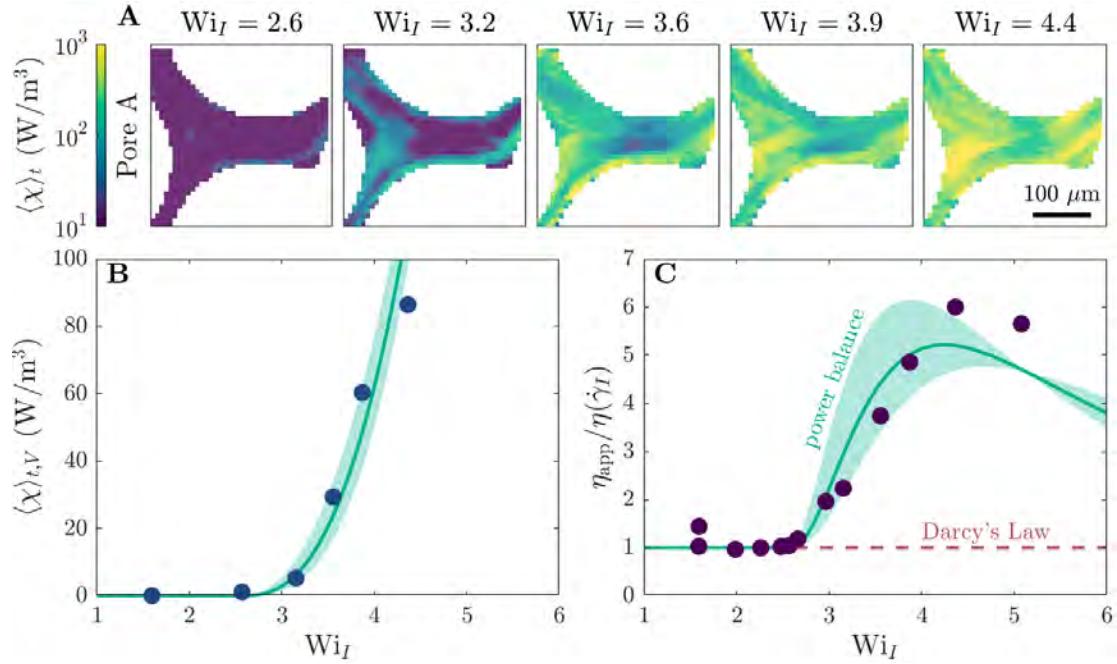 A
Wi_I = 2.6
Wi_I = 3.2
Wi_I = 3.6
Wi_I = 3.9
Wi_I = 4.4
10^3
10^2
10^1
⟨χ⟩_t (W/m^3)
Pore A
100 μm
B
100
80
60
40
20
0
1 2 3 4 5 6
⟨χ⟩_{t,V} (W/m^3)
Wi_I
C
7
6
5
4
3
2
1
0
1 2 3 4 5 6
η_app/η(γ̇_I)
power balance
Darcy's Law
Wi_I